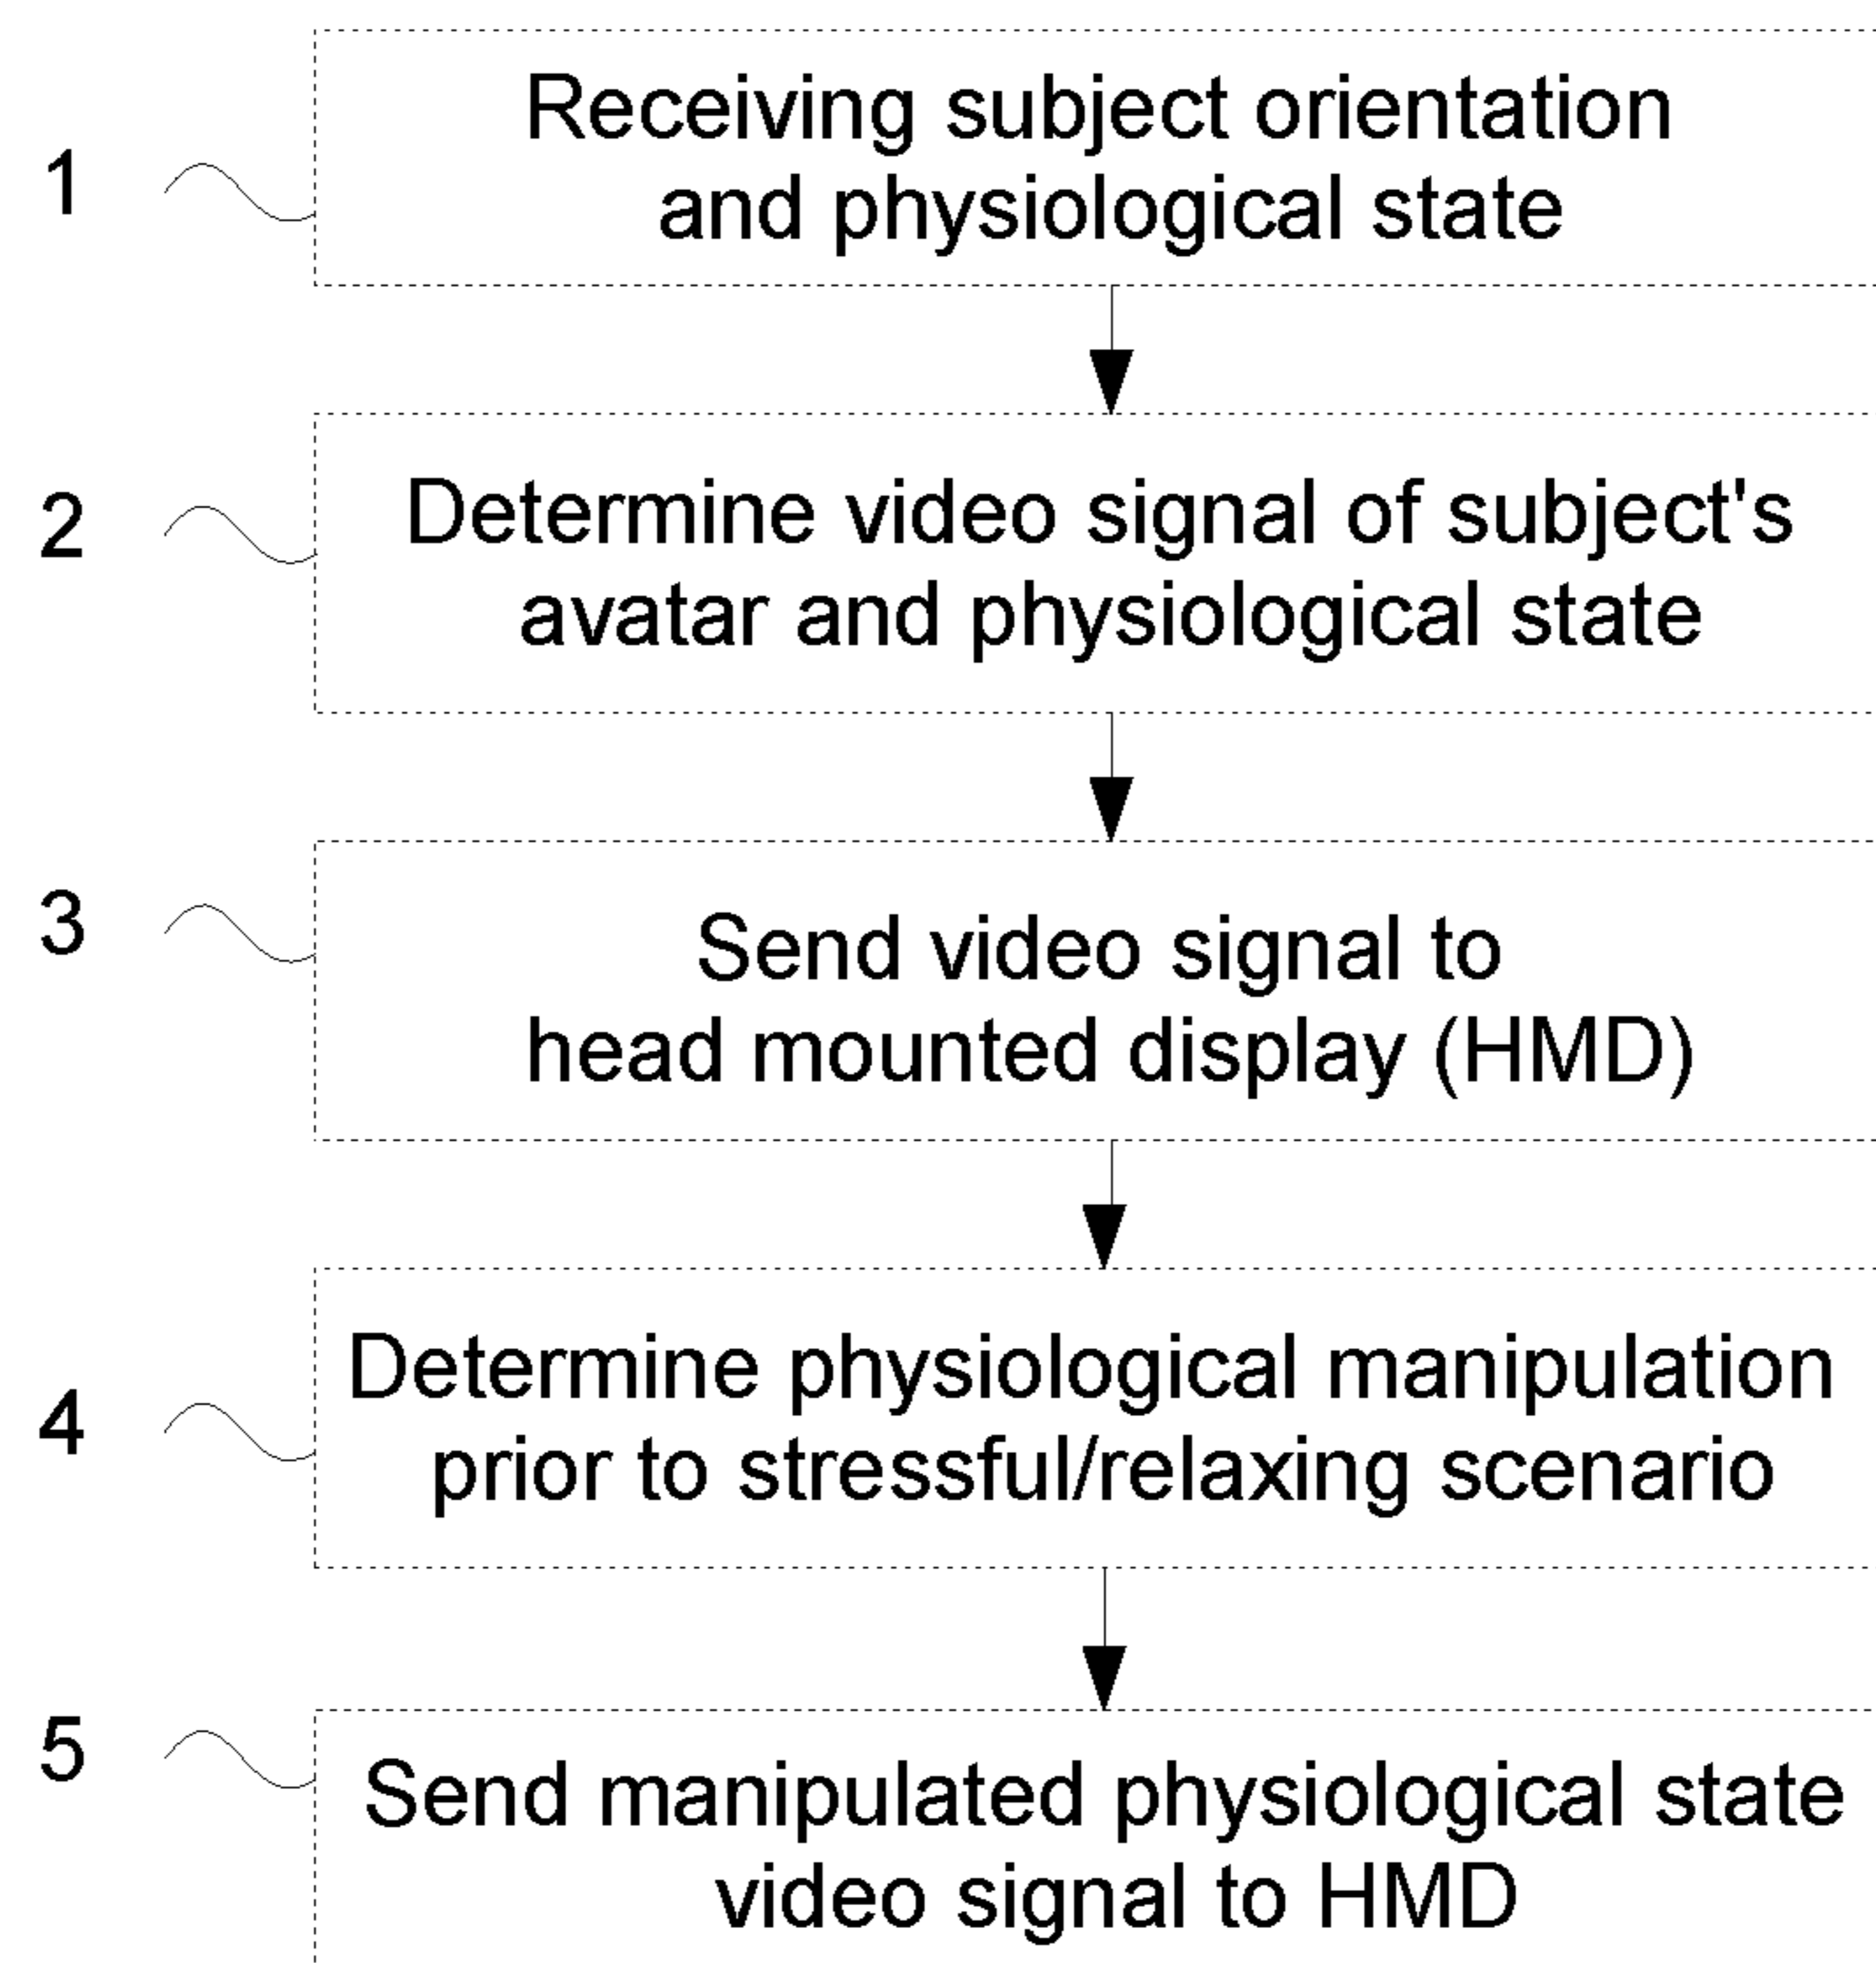 1
Receiving subject orientation
and physiological state
2
Determine video signal of subject's
avatar and physiological state
3
Send video signal to
head mounted display (HMD)
4
Determine physiological manipulation
prior to stressful/relaxing scenario
5
Send manipulated physiological state
video signal to HMD